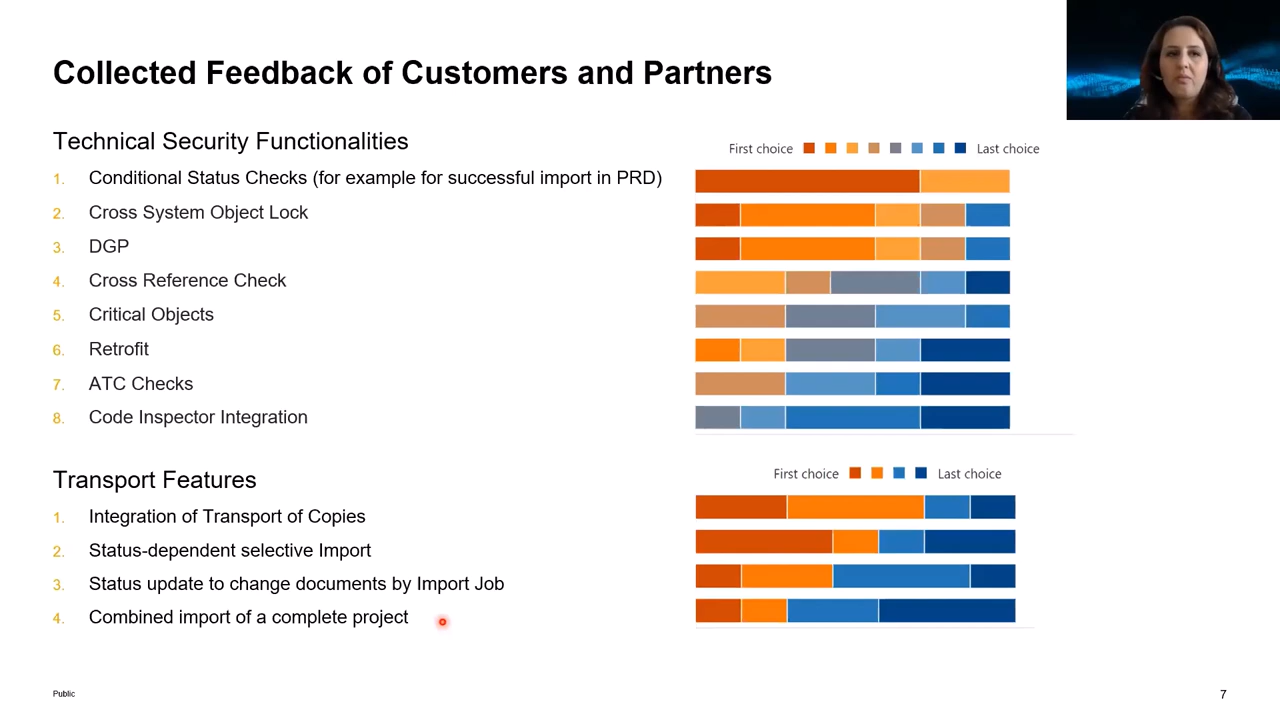 Collected Feedback of Customers and Partners
Technical Security Functionalities
1. Conditional Status Checks (for example for successful import in PRD)
2. Cross System Object Lock
3. DGP
4. Cross Reference Check
5. Critical Objects
6. Retrofit
7. ATC Checks
8. Code Inspector Integration
First choice Last choice
Transport Features
1. Integration of Transport of Copies
2. Status-dependent selective Import
3. Status update to change documents by Import Job
4. Combined import of a complete project
First choice Last choice
Public
7